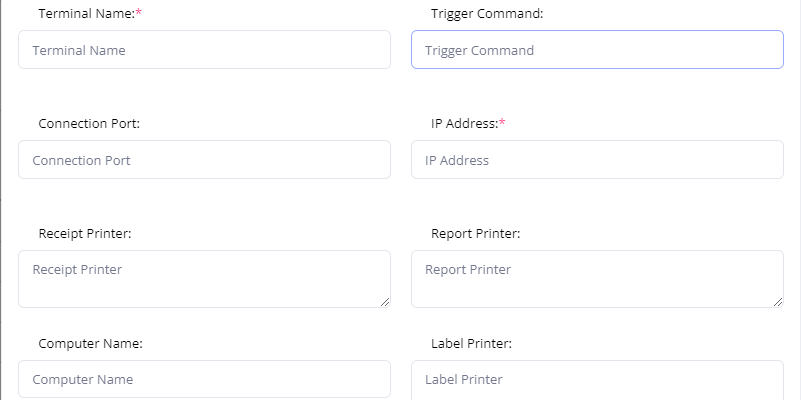 Terminal Name:*
Trigger Command:
Terminal Name
Trigger Command
Connection Port:
IP Address:*
Connection Port
IP Address
Receipt Printer:
Report Printer:
Receipt Printer
Report Printer
Computer Name:
Label Printer:
Computer Name
Label Printer